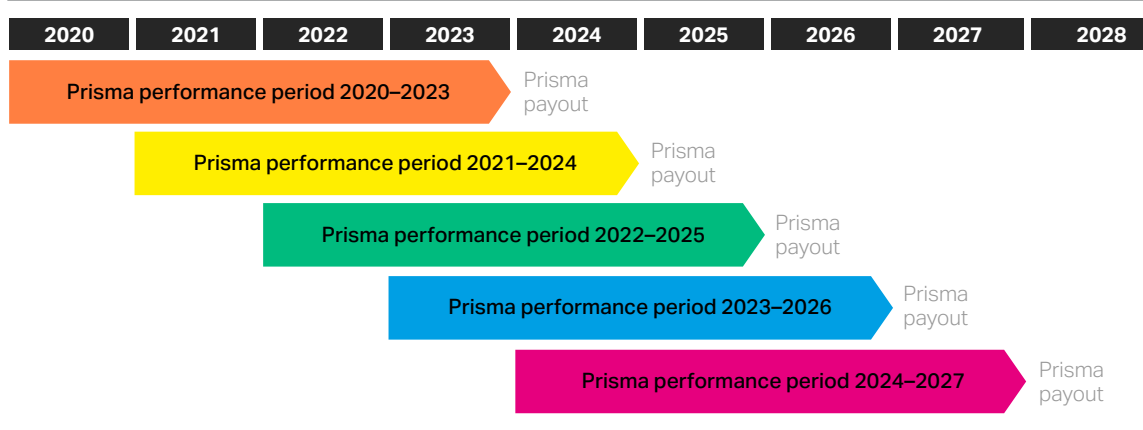 2020 2021 2022 2023 2024 2025 2026 2027 2028
Prisma performance period 2020–2023
Prisma
payout
Prisma performance period 2021–2024
Prisma
payout
Prisma performance period 2022–2025
Prisma
payout
Prisma performance period 2023–2026
Prisma
payout
Prisma performance period 2024–2027
Prisma
payout